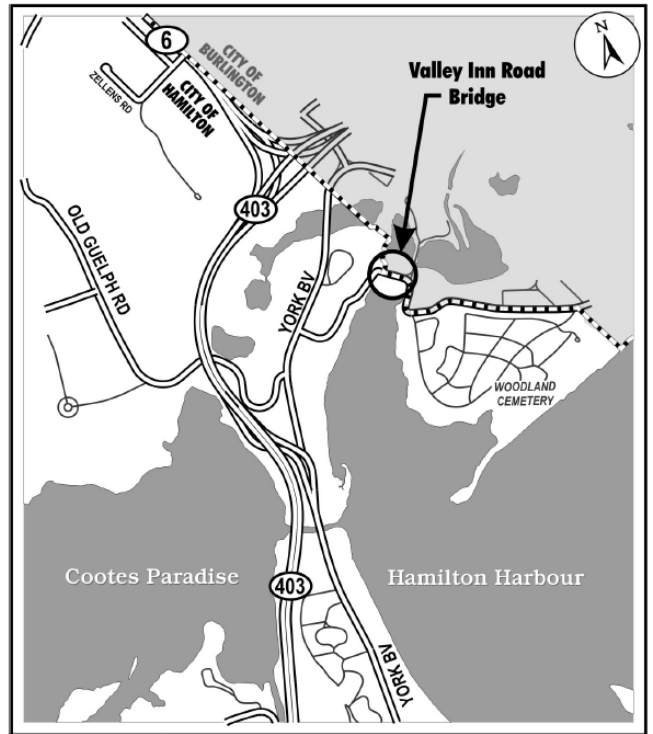 N
6
CITY OF
BURLINGTON
CITY OF
HAMILTON
ZELLENS RD
Valley Inn Road
Bridge
403
OLD GUELPH RD
YORK BV
WOODLAND
CEMETERY
Cootes Paradise
Hamilton Harbour
403
YORK BV